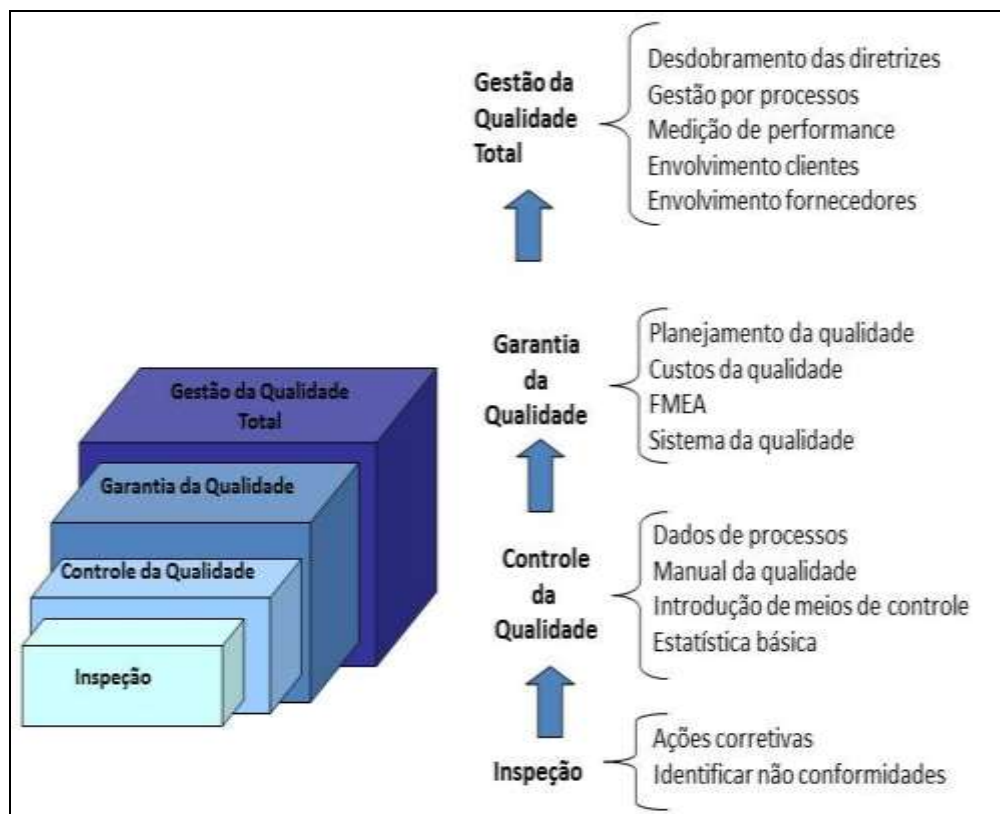 Gestão da
Qualidade
Total
Desdobramento das diretrizes
Gestão por processos
Medição de performance
Envolvimento clientes
Envolvimento fornecedores
Garantia
da
Qualidade
Planejamento da qualidade
Custos da qualidade
FMEA
Sistema da qualidade
Controle
da
Qualidade
Dados de processos
Manual da qualidade
Introdução de meios de controle
Estatística básica
Inspeção
Ações corretivas
Identificar não conformidades
Gestão da Qualidade
Total
Garantia da Qualidade
Controle da Qualidade
Inspeção